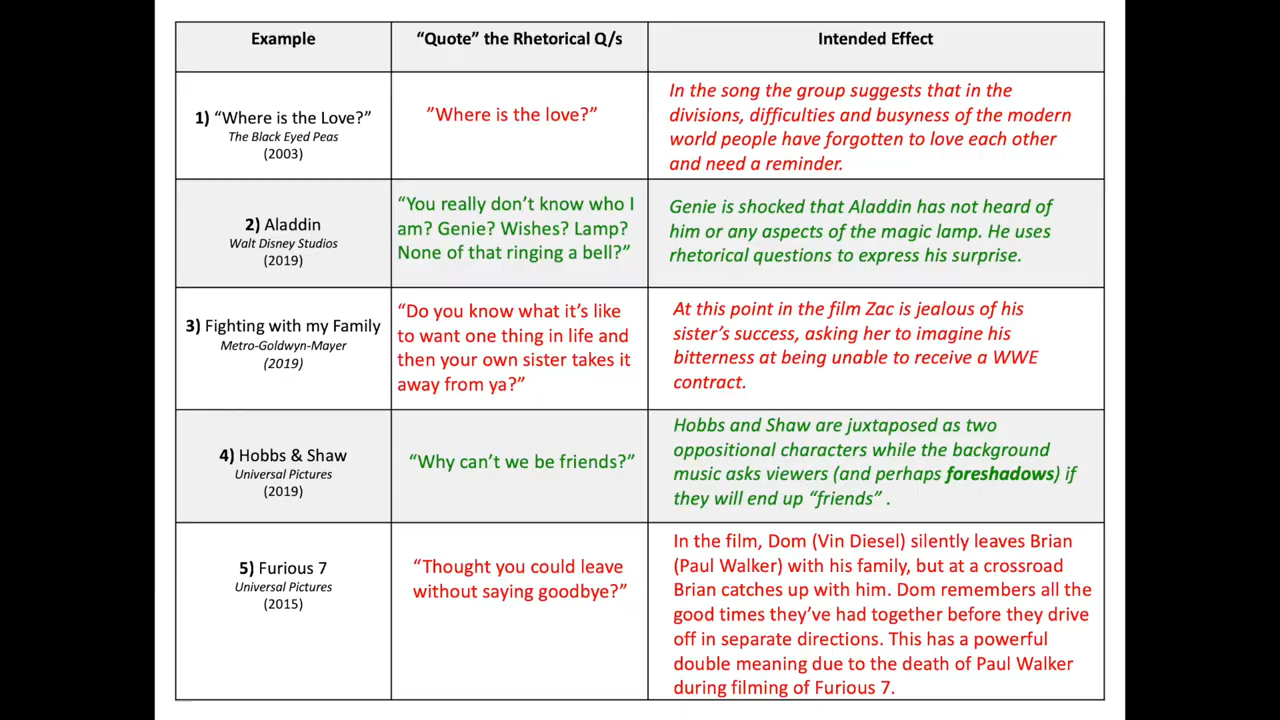 Example
“Quote” the Rhetorical Q/s
Intended Effect
1) “Where is the Love?”
The Black Eyed Peas
(2003)
”Where is the love?”
In the song the group suggests that in the
divisions, difficulties and busyness of the modern
world people have forgotten to love each other
and need a reminder.
2) Aladdin
Walt Disney Studios
(2019)
“You really don’t know who I
am? Genie? Wishes? Lamp?
None of that ringing a bell?”
Genie is shocked that Aladdin has not heard of
him or any aspects of the magic lamp. He uses
rhetorical questions to express his surprise.
3) Fighting with my Family
Metro-Goldwyn-Mayer
(2019)
“Do you know what it’s like
to want one thing in life and
then your own sister takes it
away from ya?”
At this point in the film Zac is jealous of his
sister’s success, asking her to imagine his
bitterness at being unable to receive a WWE
contract.
4) Hobbs & Shaw
Universal Pictures
(2019)
“Why can’t we be friends?”
Hobbs and Shaw are juxtaposed as two
oppositional characters while the background
music asks viewers (and perhaps foreshadows) if
they will end up “friends” .
5) Furious 7
Universal Pictures
(2015)
“Thought you could leave
without saying goodbye?”
In the film, Dom (Vin Diesel) silently leaves Brian
(Paul Walker) with his family, but at a crossroad
Brian catches up with him. Dom remembers all the
good times they’ve had together before they drive
off in separate directions. This has a powerful
double meaning due to the death of Paul Walker
during filming of Furious 7.